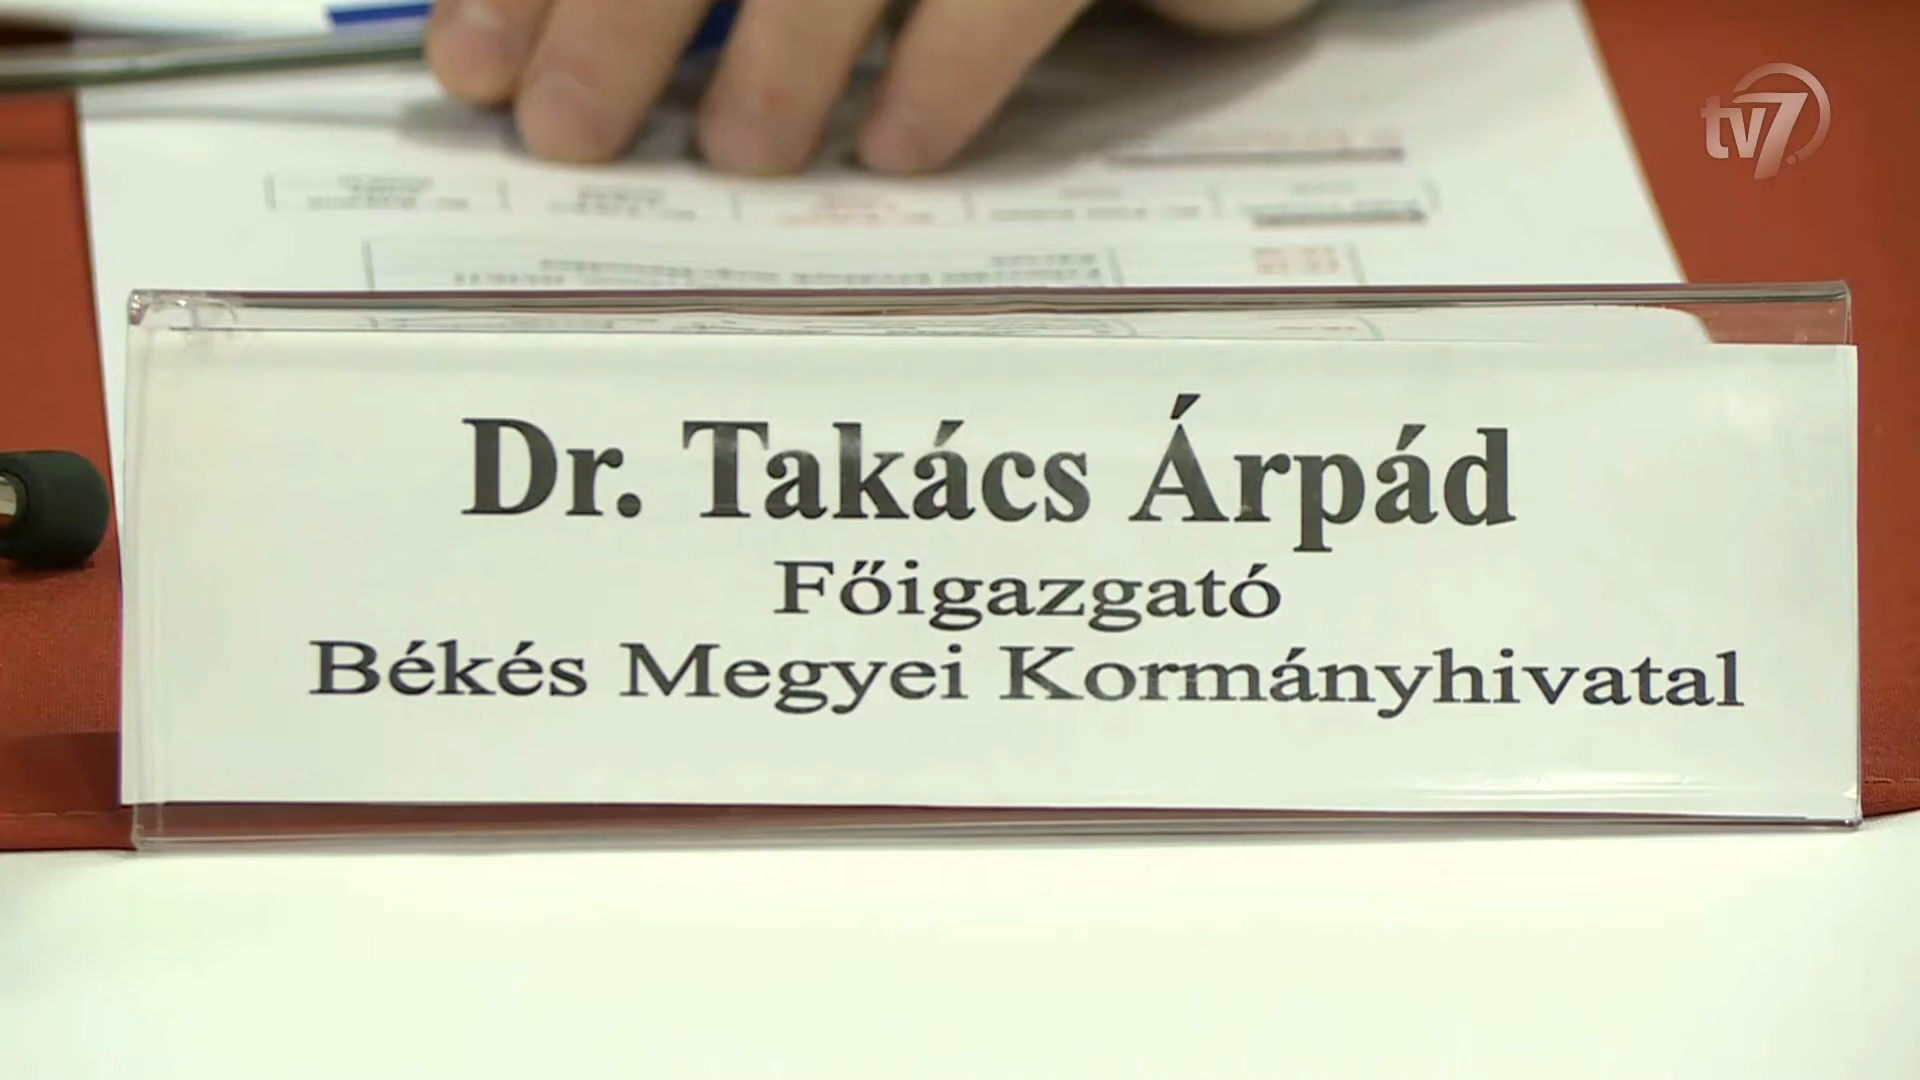 tv7
Dr. Takács Árpád
Főigazgató
Békés Megyei Kormányhivatal